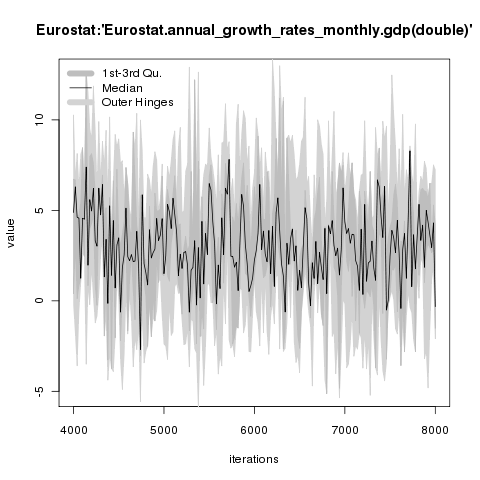 Eurostat:'Eurostat.annual_growth_rates_monthly.gdp(double)'
1st-3rd Qu.
Median
Outer Hinges
10
5
0
-5
value
4000 5000 6000 7000 8000
iterations